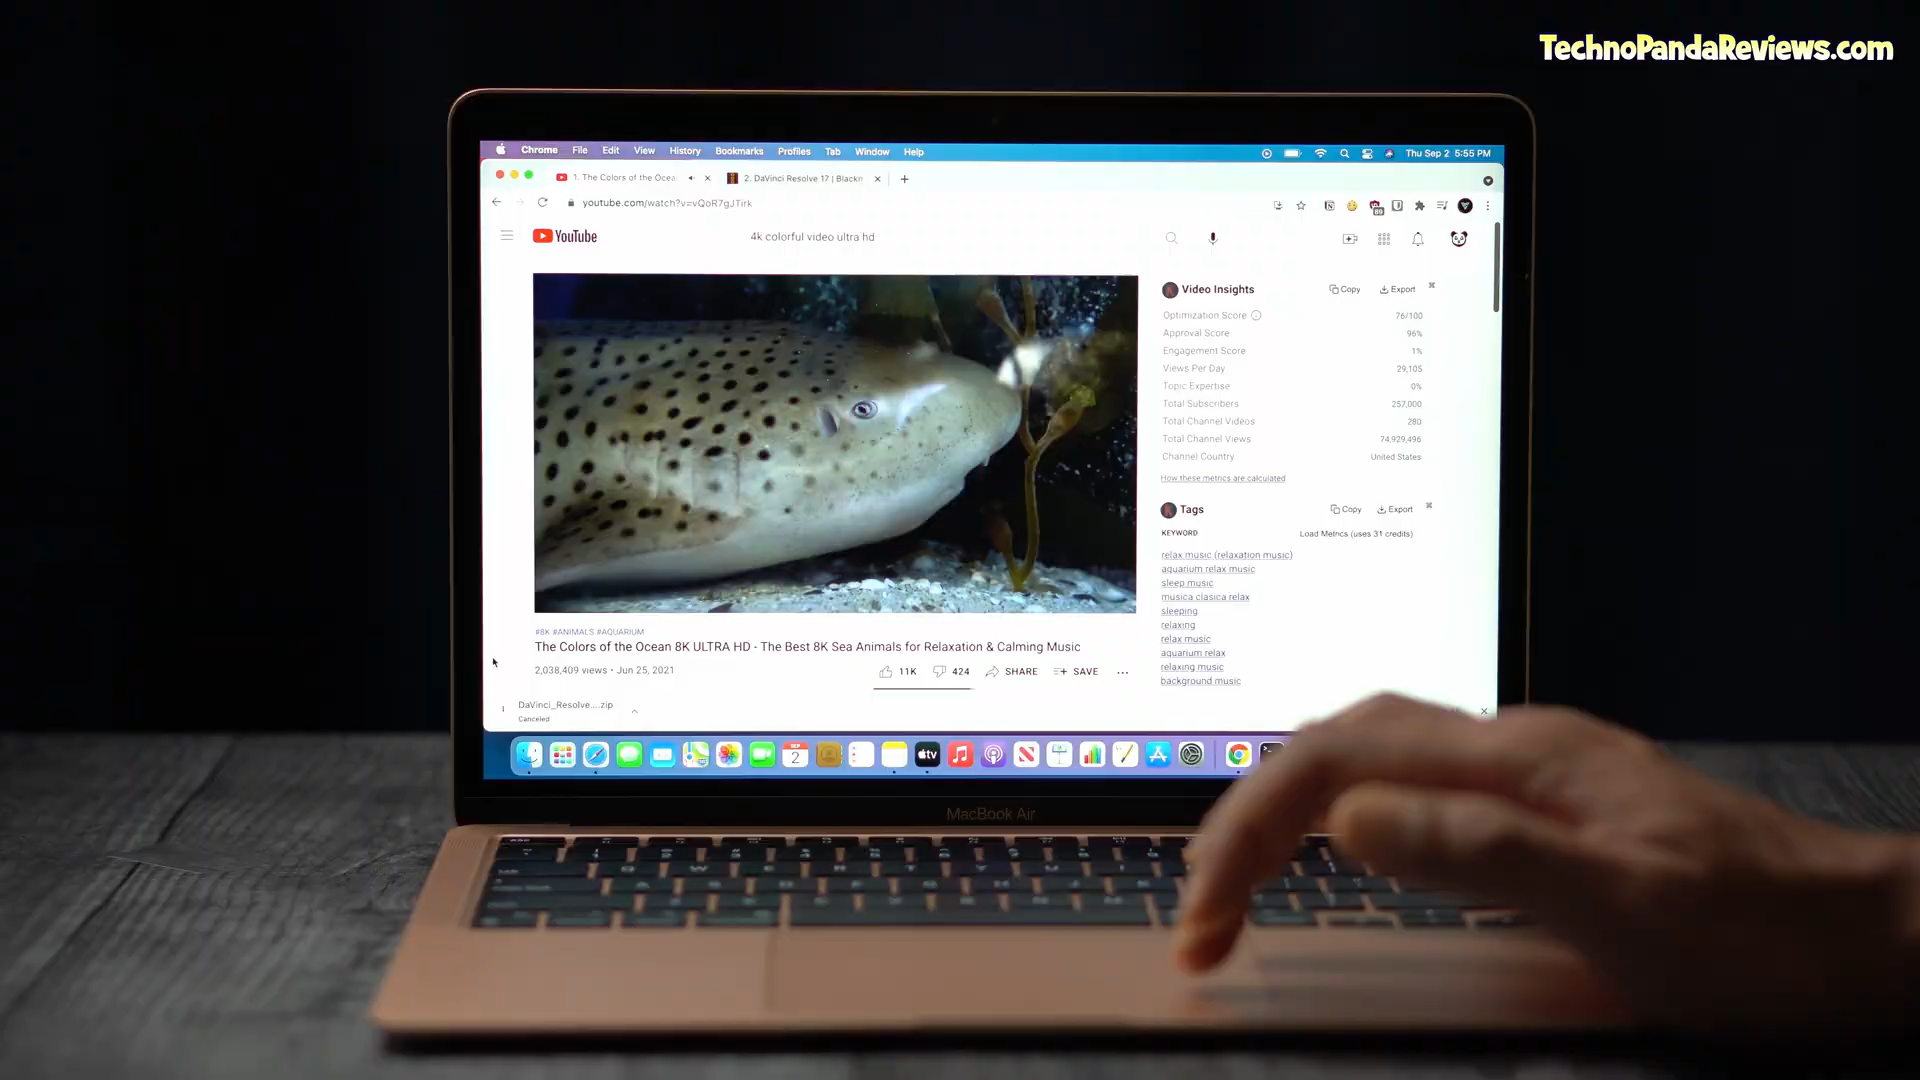 TechnoPandaReviews.com
Chrome File Edit View History Bookmarks Profiles Tab Window Help Thu Sep 2 5:55 PM
1. The Colors of the Ocea 2. DaVinci Resolve 17 | Blackm
youtube.com/watch?v=vQoR7gJTirk
89
YouTube
4k colorful video ultra hd
Video Insights Copy Export
Optimization Score 76/100
Approval Score 96%
Engagement Score 1%
Views Per Day 29,105
Topic Expertise 0%
Total Subscribers 257,000
Total Channel Videos 280
Total Channel Views 74,929,496
Channel Country United States
How these metrics are calculated
Tags Copy Export
KEYWORD Load Metrics (uses 31 credits)
relax music (relaxation music)
aquarium relax music
sleep music
musica clasica relax
sleeping
relaxing
relax music
aquarium relax
relaxing music
background music
#8K #ANIMALS #AQUARIUM
The Colors of the Ocean 8K ULTRA HD - The Best 8K Sea Animals for Relaxation & Calming Music
2,038,409 views • Jun 25, 2021
11K 424 SHARE SAVE
DaVinci_Resolve....zip
Canceled
SEP
2
tv
MacBook Air